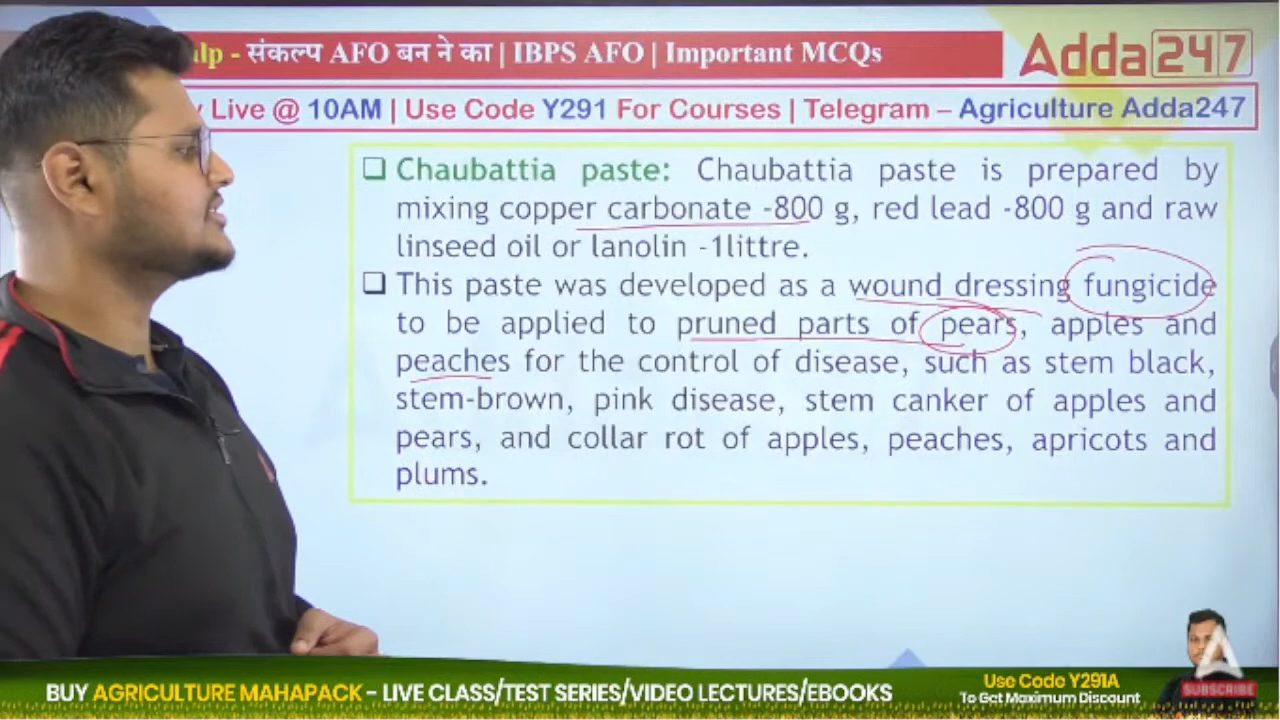 lp - संकल्प AFO बन ने का | IBPS AFO | Important MCQs
Adda247
Live @ 10AM | Use Code Y291 For Courses | Telegram – Agriculture Adda247
❑ Chaubattia paste: Chaubattia paste is prepared by
mixing copper carbonate -800 g, red lead -800 g and raw
linseed oil or lanolin -1littre.
❑ This paste was developed as a wound dressing fungicide
to be applied to pruned parts of pears, apples and
peaches for the control of disease, such as stem black,
stem-brown, pink disease, stem canker of apples and
pears, and collar rot of apples, peaches, apricots and
plums.
BUY AGRICULTURE MAHAPACK - LIVE CLASS/TEST SERIES/VIDEO LECTURES/EBOOKS
Use Code Y291A
To Get Maximum Discount
A
SUBSCRIBE